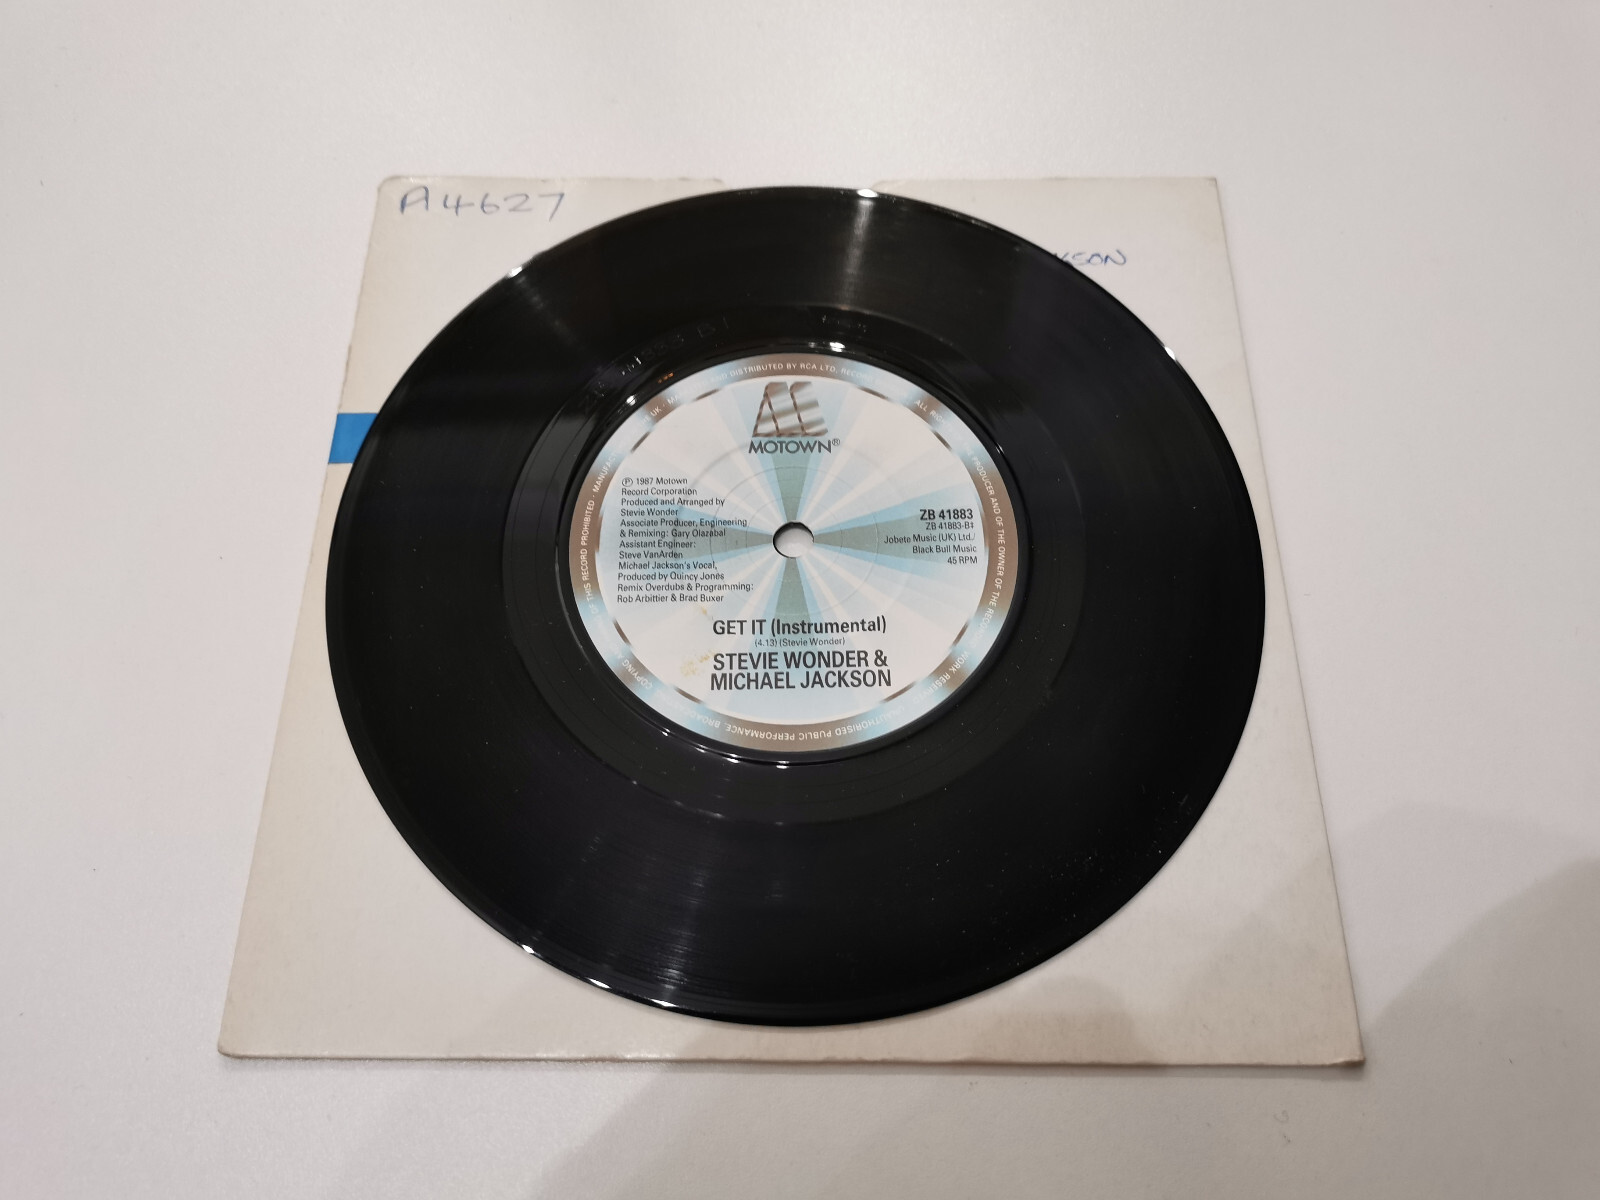 A4627
MOTOWN®
℗ 1987 Motown
Record Corporation
Produced and Arranged by
Stevie Wonder
Associate Producer, Engineering
& Remixing: Gary Olazabal
Assistant Engineer:
Steve VanArden
Michael Jackson's Vocal,
Produced by Quincy Jones
Remix Overdubs & Programming:
Rob Arbittier & Brad Buxer
ZB 41883
ZB 41883-B‡
Jobete Music (UK) Ltd./
Black Bull Music
45 RPM
GET IT (Instrumental)
(4.13) (Stevie Wonder)
STEVIE WONDER &
MICHAEL JACKSON
DISTRIBUTED BY RCA LTD.
PRODUCER AND OF THE OWNER OF THE
WORK
UNAUTHORISED PUBLIC PERFORMANCE,
COPYING
OF THIS RECORD PROHIBITED ·